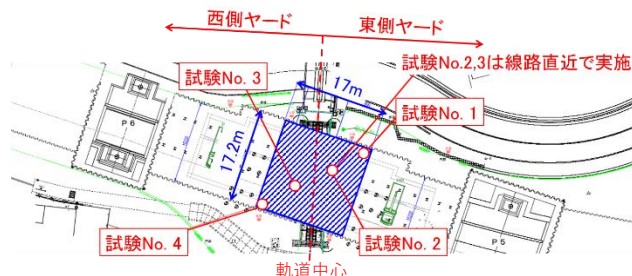 西側ヤード
東側ヤード
試験No. 3
17m
試験No.2,3は線路直近で実施
試験No. 1
17.2m
P6
試験No. 4
試験No. 2
P5
軌道中心